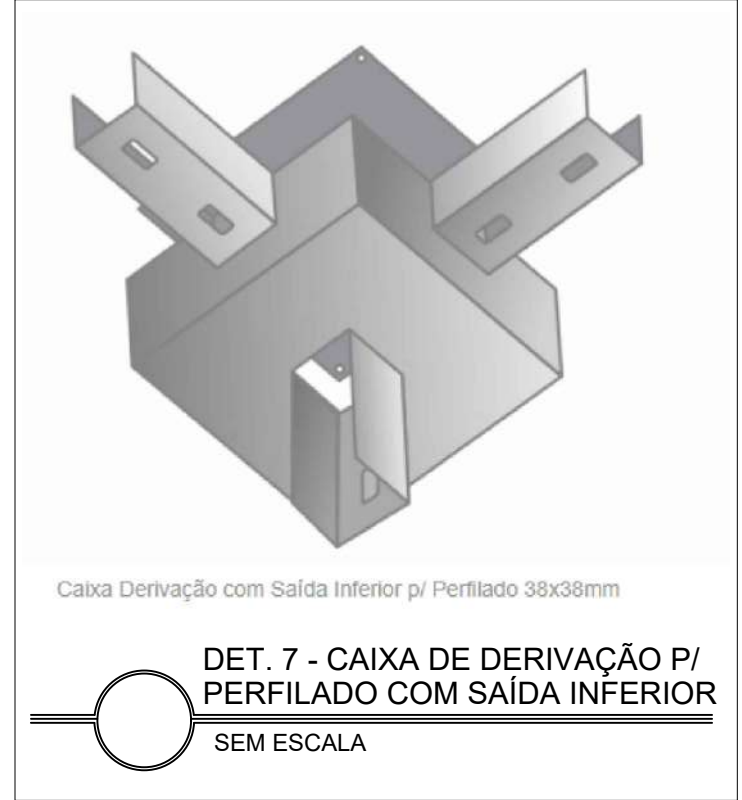 Caixa Derivação com Saída Inferior p/ Perfilado 38x38mm
DET. 7 - CAIXA DE DERIVAÇÃO P/
PERFILADO COM SAÍDA INFERIOR
SEM ESCALA